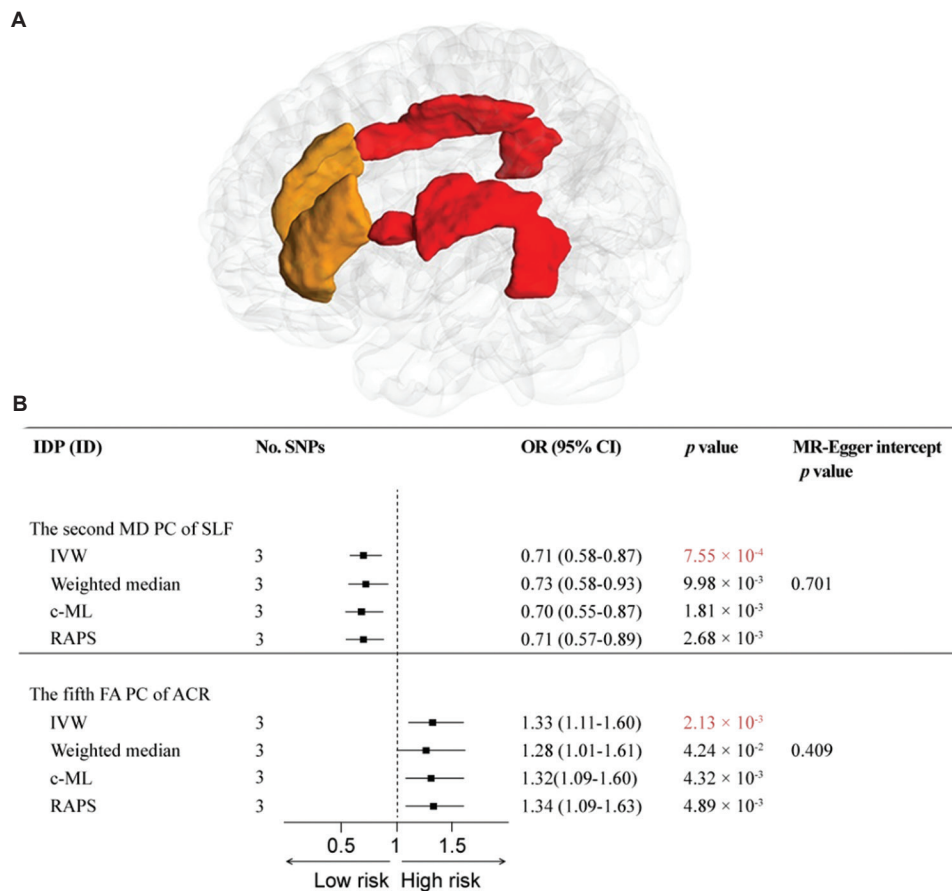 A
B
IDP (ID) No. SNPs OR (95% CI) p value MR-Egger intercept
p value
The second MD PC of SLF
IVW 3 0.71 (0.58-0.87) 7.55 × 10⁻⁴
Weighted median 3 0.73 (0.58-0.93) 9.98 × 10⁻³ 0.701
c-ML 3 0.70 (0.55-0.87) 1.81 × 10⁻³
RAPS 3 0.71 (0.57-0.89) 2.68 × 10⁻³
The fifth FA PC of ACR
IVW 3 1.33 (1.11-1.60) 2.13 × 10⁻³
Weighted median 3 1.28 (1.01-1.61) 4.24 × 10⁻² 0.409
c-ML 3 1.32(1.09-1.60) 4.32 × 10⁻³
RAPS 3 1.34 (1.09-1.63) 4.89 × 10⁻³
0.5 1 1.5
Low risk High risk